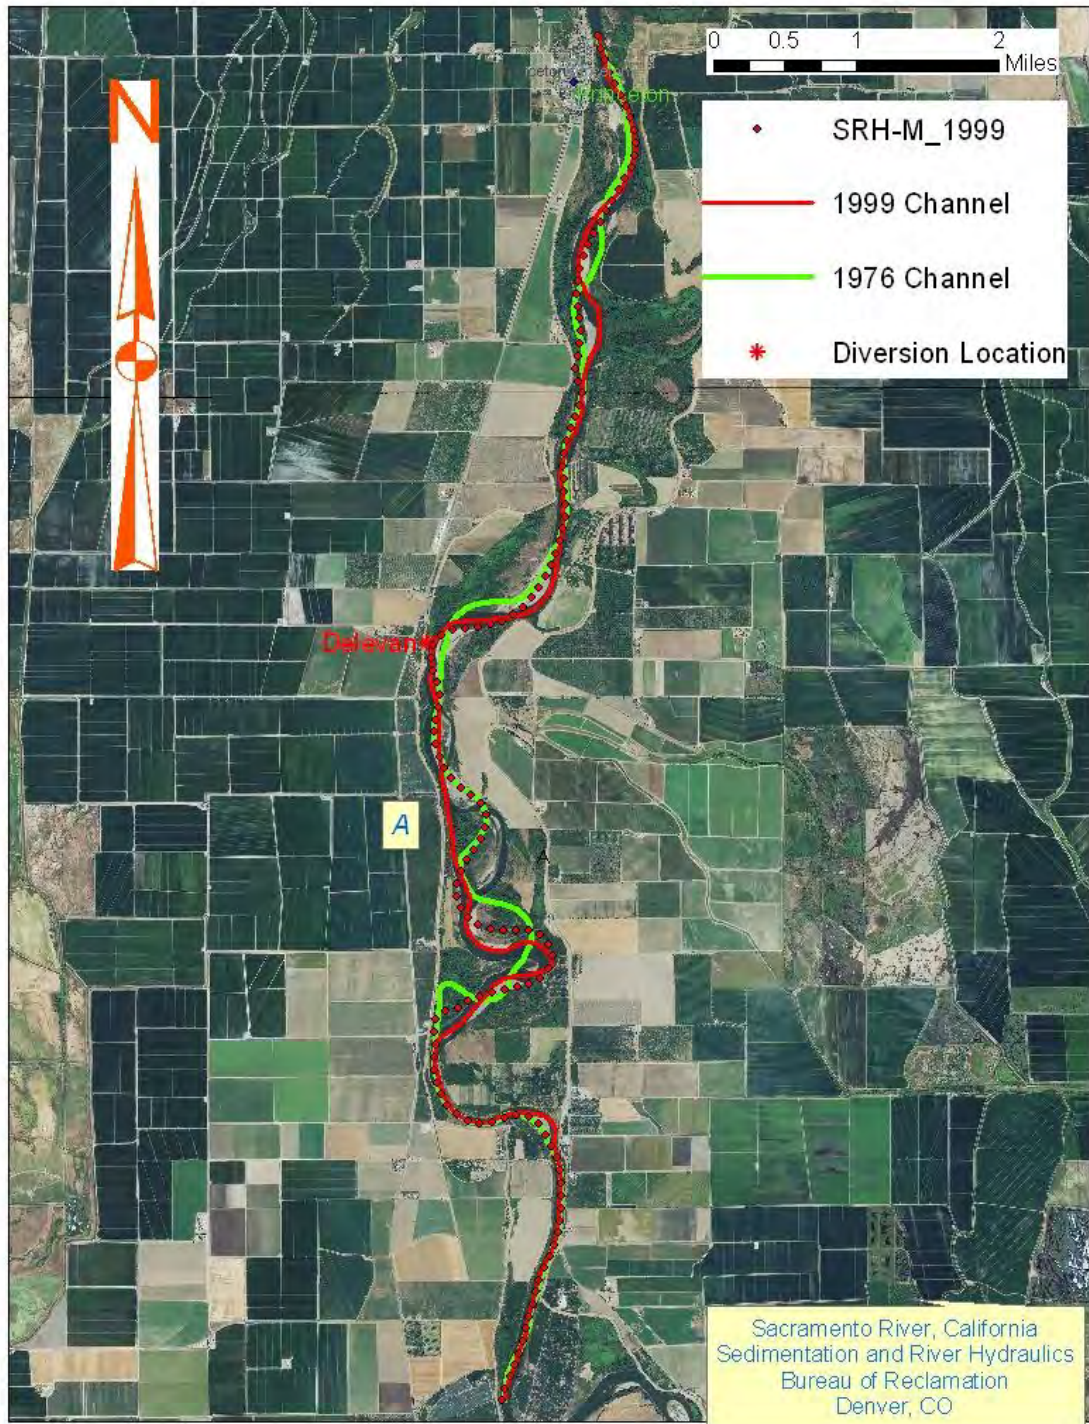 0 0.5 1 2
Miles
Princeton
SRH-M_1999
1999 Channel
1976 Channel
Diversion Location
N
Delevan
A
A
Sacramento River, California
Sedimentation and River Hydraulics
Bureau of Reclamation
Denver, CO